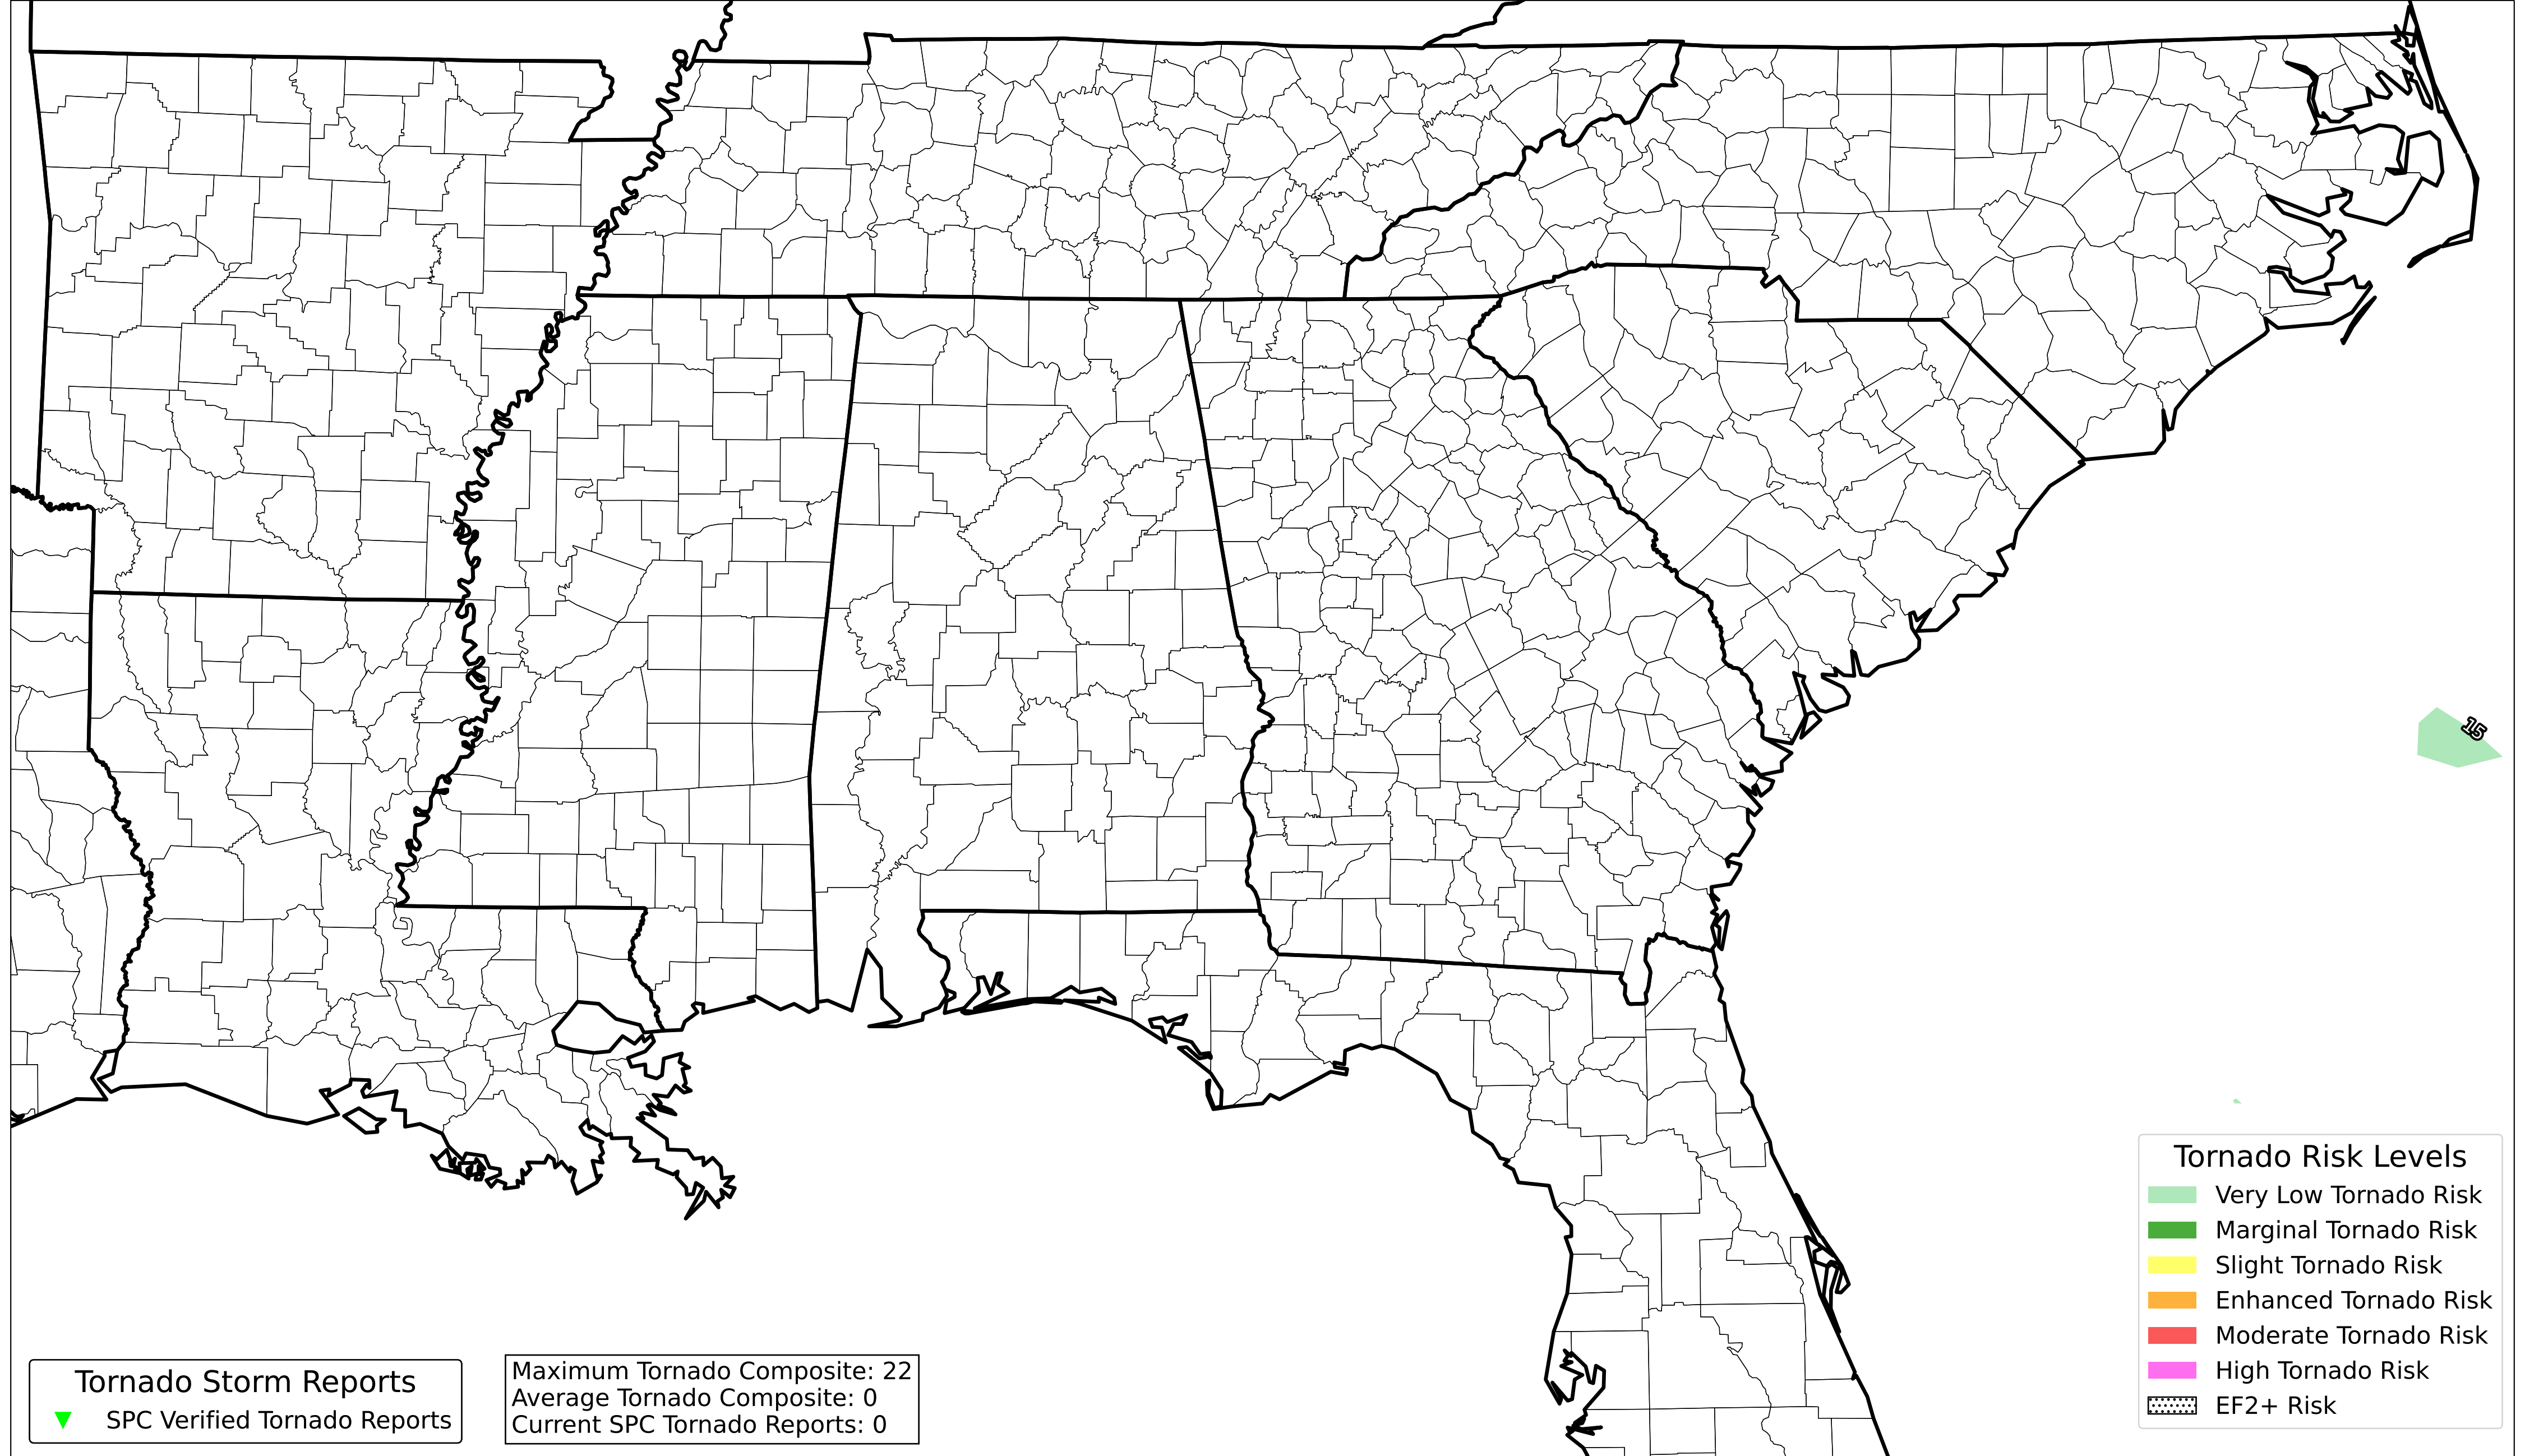 15
Tornado Risk Levels
Very Low Tornado Risk
Marginal Tornado Risk
Slight Tornado Risk
Enhanced Tornado Risk
Moderate Tornado Risk
High Tornado Risk
EF2+ Risk
Tornado Storm Reports
SPC Verified Tornado Reports
Maximum Tornado Composite: 22
Average Tornado Composite: 0
Current SPC Tornado Reports: 0